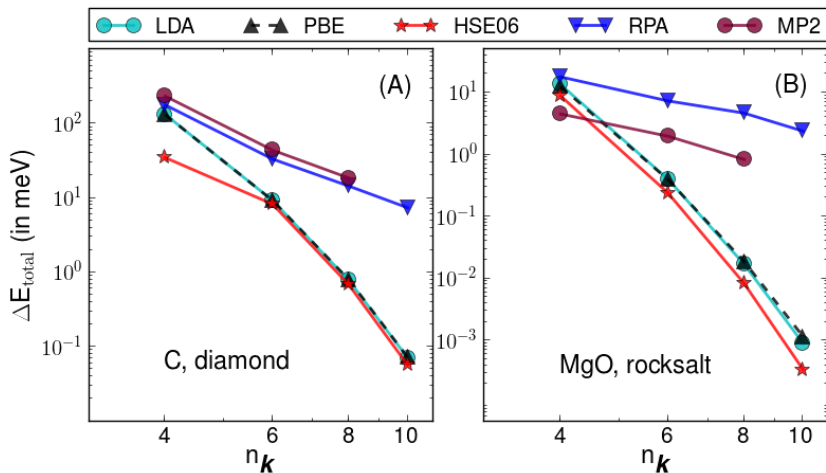 LDA PBE HSE06 RPA MP2
(A) (B)
ΔE_total (in meV)
10^2
10^1
10^0
10^-1
10^1
10^0
10^-1
10^-2
10^-3
C, diamond
MgO, rocksalt
4 6 8 10
4 6 8 10
n_k
n_k